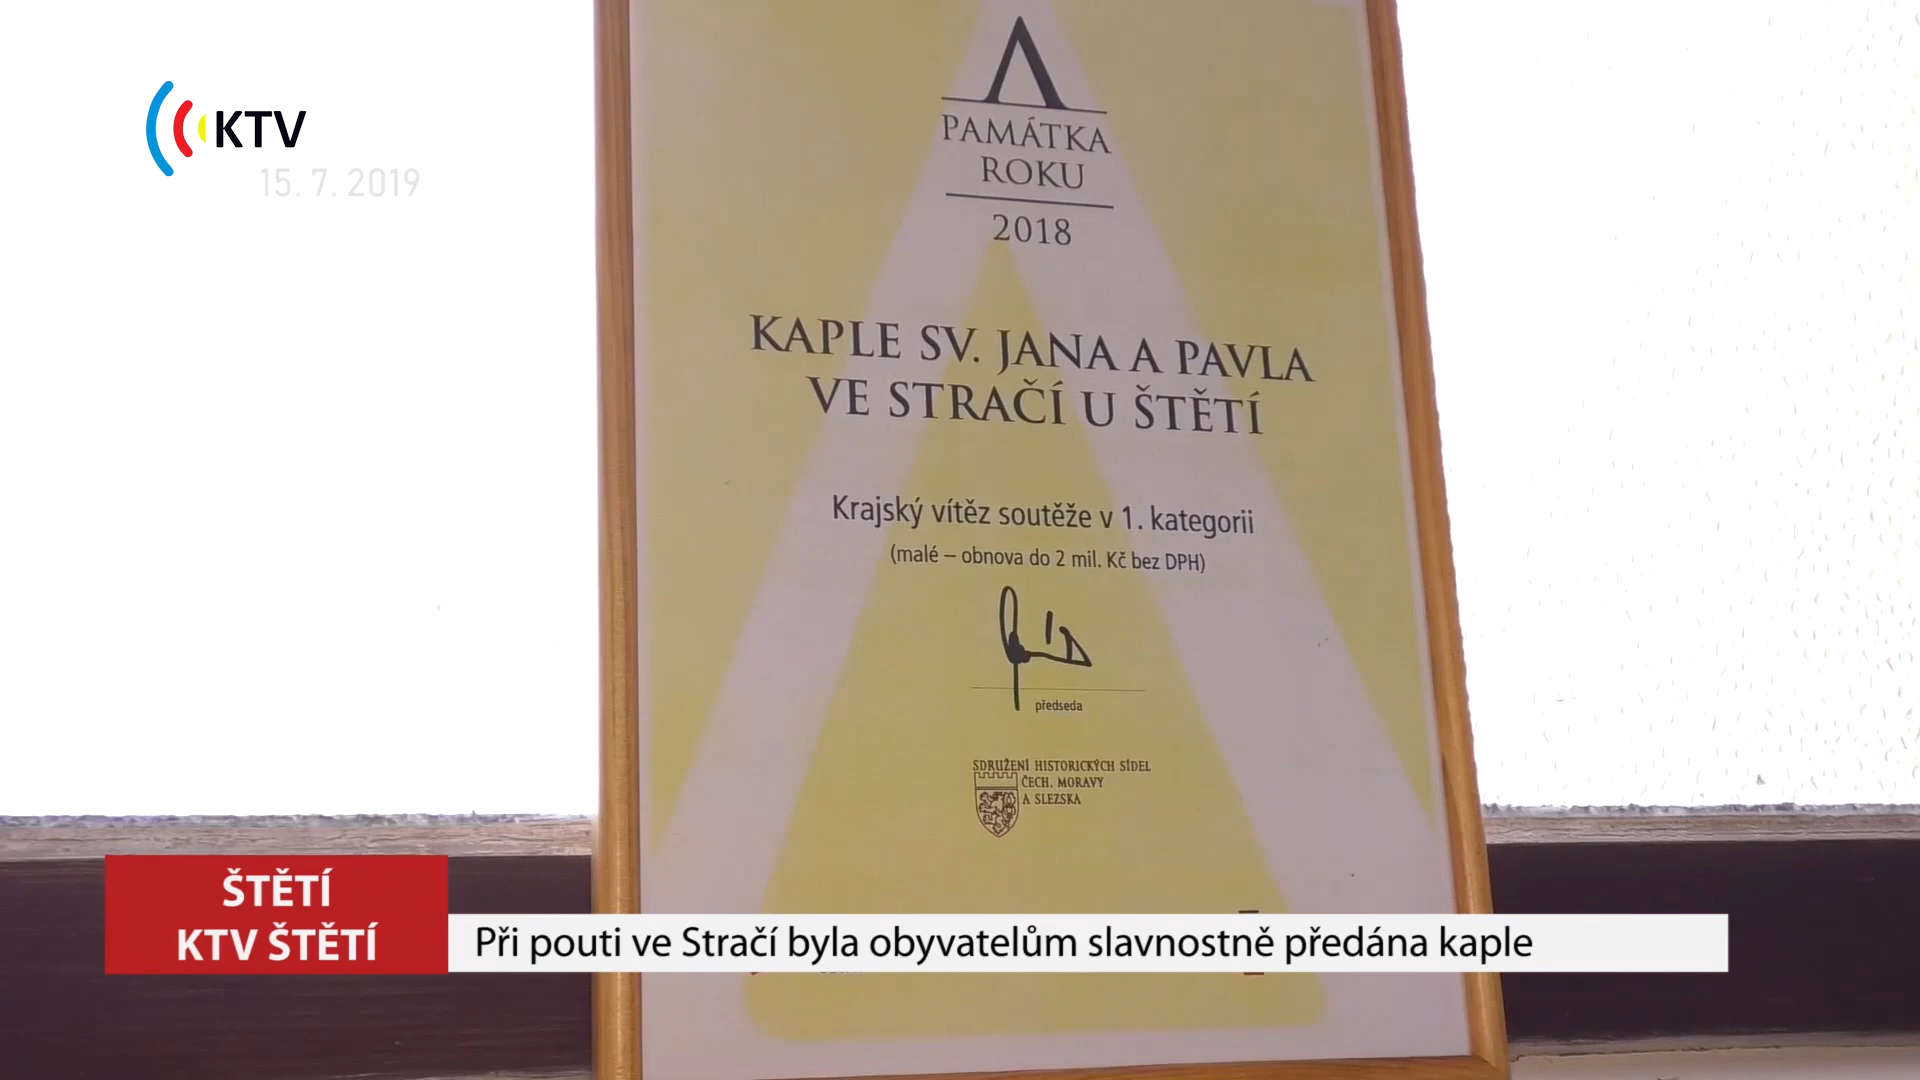 KTV
15. 7. 2019
PAMÁTKA
ROKU
2018
KAPLE SV. JANA A PAVLA
VE STRAČÍ U ŠTĚTÍ
Krajský vítěz soutěže v 1. kategorii
(malé – obnova do 2 mil. Kč bez DPH)
předseda
SDRUŽENÍ HISTORICKÝCH SÍDEL
ČECH, MORAVY
A SLEZSKA
ŠTĚTÍ
KTV ŠTĚTÍ
Při pouti ve Stračí byla obyvatelům slavnostně předána kaple